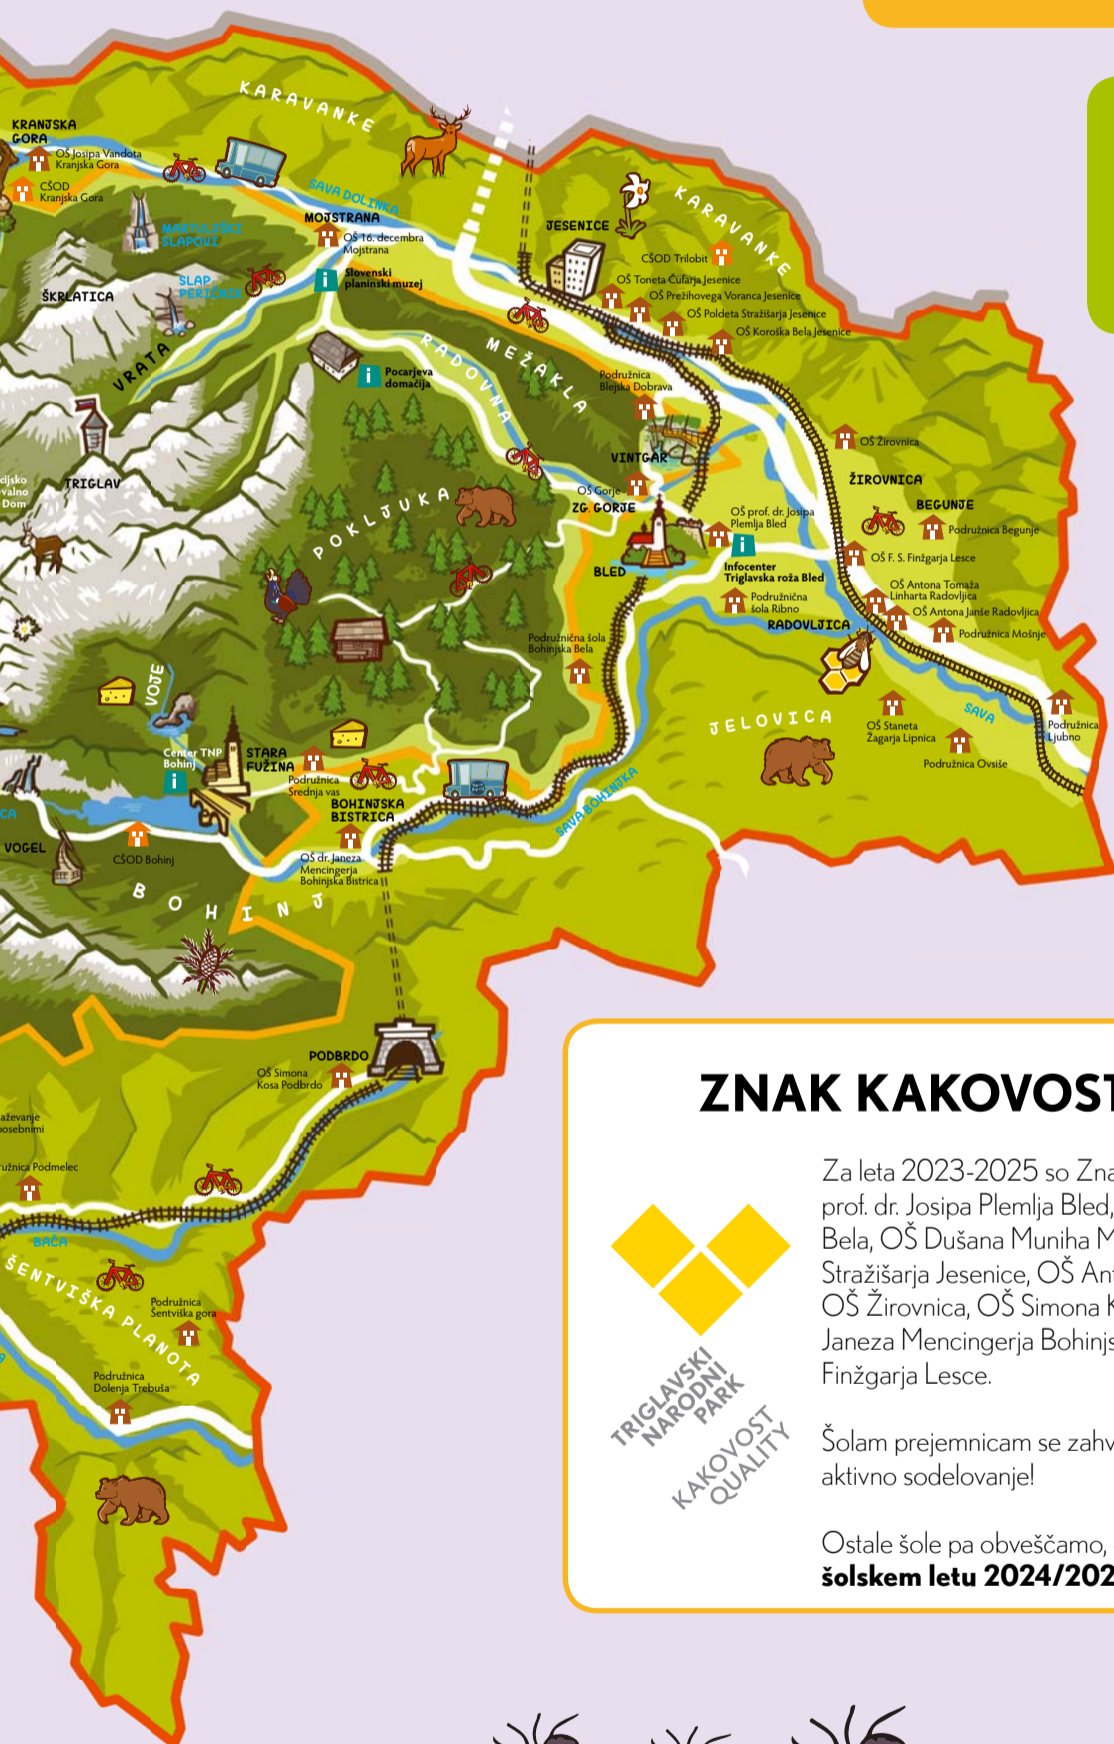 KARAVANKE
KRANJSKA
GORA
OŠ Josipa Vandota
Kranjska Gora
CŠOD
Kranjska Gora
SAVA DOLINKA
MOJSTRANA
OŠ 16. decembra
Mojstrana
MARTULJŠKI
SLAPOVI
Slovenski
planinski muzej
SLAP
PERIČNIK
ŠKRLATICA
VRATA
KARAVANKE
JESENICE
CŠOD Trilobit
OŠ Toneta Čufarja Jesenice
OŠ Prežihovega Voranca Jesenice
OŠ Poldeta Stražišarja Jesenice
OŠ Koroška Bela Jesenice
RADOVNA
MEŽAKLA
Pocarjeva
domačija
Podružnica
Blejska Dobrava
OŠ Žirovnica
VINTGAR
ŽIROVNICA
TRIGLAV
cijsko
valno
Dom
POKLJUKA
OŠ Gorje
ZG. GORJE
BEGUNJE
Podružnica Begunje
OŠ prof. dr. Josipa
Plemlja Bled
OŠ F. S. Finžgarja Lesce
BLED
Infocenter
Triglavska roža Bled
OŠ Antona Tomaža
Linharta Radovljica
Podružnična
šola Ribno
OŠ Antona Janše Radovljica
RADOVLJICA
Podružnica Mošnje
Podružnična šola
Bohinjska Bela
VOJE
JELOVICA
SAVA
OŠ Staneta
Žagarja Lipnica
Podružnica
Ljubno
Podružnica Ovsiše
Center TNP
Bohinj
STARA
FUŽINA
Podružnica
Srednja vas
BOHINJSKA
BISTRICA
SAVA BOHINJKA
CA
VOGEL
CŠOD Bohinj
OŠ dr. Janeza
Mencingerja
Bohinjska Bistrica
BOHINJ
PODBRDO
OŠ Simona
Kosa Podbrdo
aževanje
posebnimi
užnica Podmelec
BAČA
ŠENTVIŠKA PLANOTA
Podružnica
Šentviška gora
Podružnica
Dolenja Trebuša
ZNAK KAKOVOST
Za leta 2023-2025 so Zna
prof. dr. Josipa Plemlja Bled,
Bela, OŠ Dušana Muniha M
Stražišarja Jesenice, OŠ Ant
OŠ Žirovnica, OŠ Simona K
Janeza Mencingerja Bohinjs
Finžgarja Lesce.
TRIGLAVSKI
NARODNI
PARK
KAKOVOST
QUALITY
Šolam prejemnicam se zahv
aktivno sodelovanje!
Ostale šole pa obveščamo,
šolskem letu 2024/202